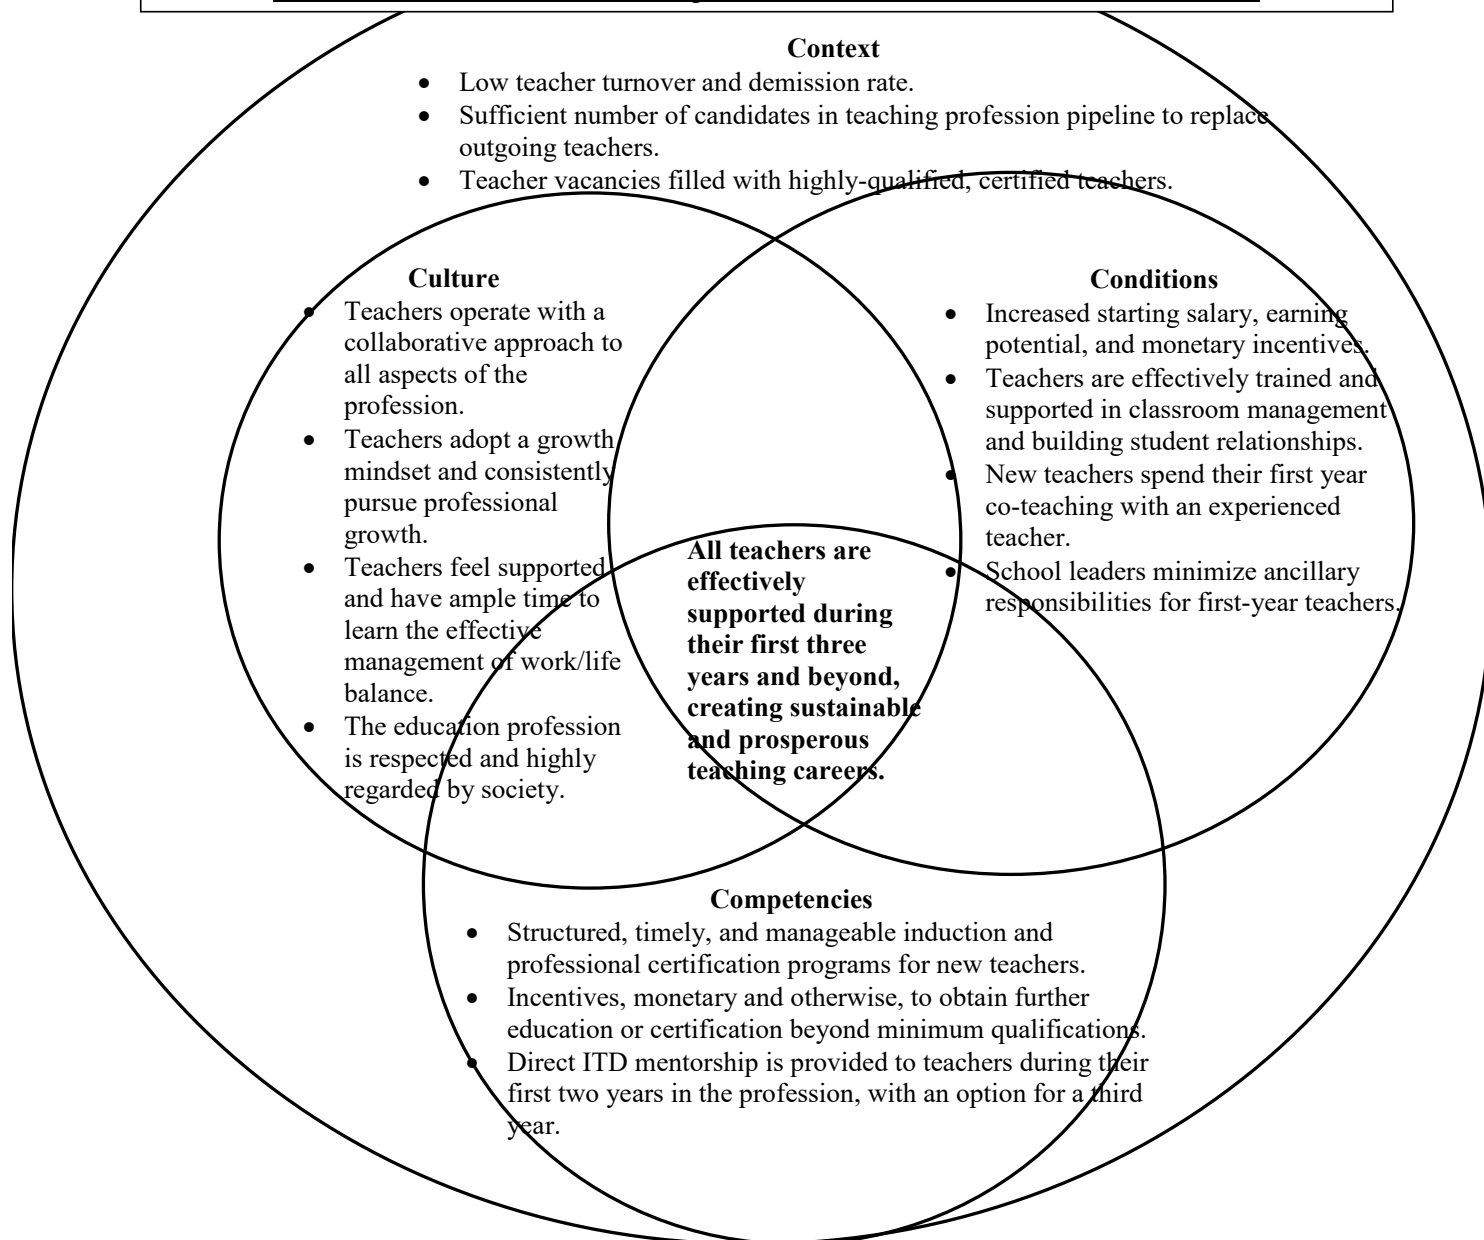 Context
• Low teacher turnover and demission rate.
• Sufficient number of candidates in teaching profession pipeline to replace
outgoing teachers.
• Teacher vacancies filled with highly-qualified, certified teachers.
Culture
• Teachers operate with a
collaborative approach to
all aspects of the
profession.
• Teachers adopt a growth
mindset and consistently
pursue professional
growth.
• Teachers feel supported
and have ample time to
learn the effective
management of work/life
balance.
• The education profession
is respected and highly
regarded by society.
Conditions
• Increased starting salary, earning
potential, and monetary incentives.
• Teachers are effectively trained and
supported in classroom management
and building student relationships.
• New teachers spend their first year
co-teaching with an experienced
teacher.
• School leaders minimize ancillary
responsibilities for first-year teachers.
All teachers are
effectively
supported during
their first three
years and beyond,
creating sustainable
and prosperous
teaching careers.
Competencies
• Structured, timely, and manageable induction and
professional certification programs for new teachers.
• Incentives, monetary and otherwise, to obtain further
education or certification beyond minimum qualifications.
• Direct ITD mentorship is provided to teachers during their
first two years in the profession, with an option for a third
year.